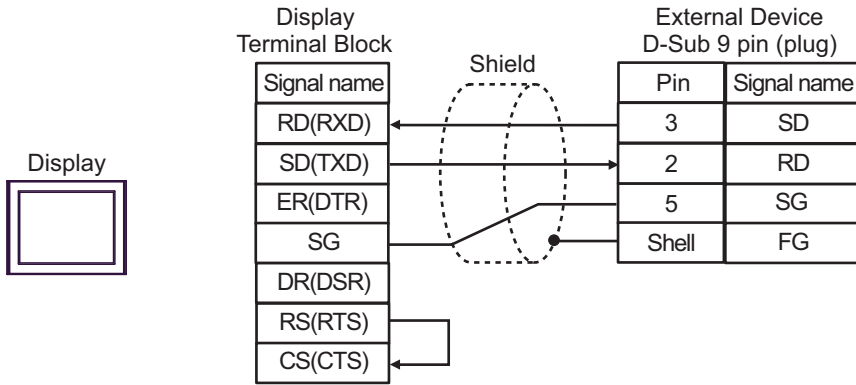 Display
Terminal Block
External Device
D-Sub 9 pin (plug)
Shield
Signal name
Pin Signal name
RD(RXD) 3 SD
Display
SD(TXD) 2 RD
ER(DTR) 5 SG
SG Shell FG
DR(DSR)
RS(RTS)
CS(CTS)